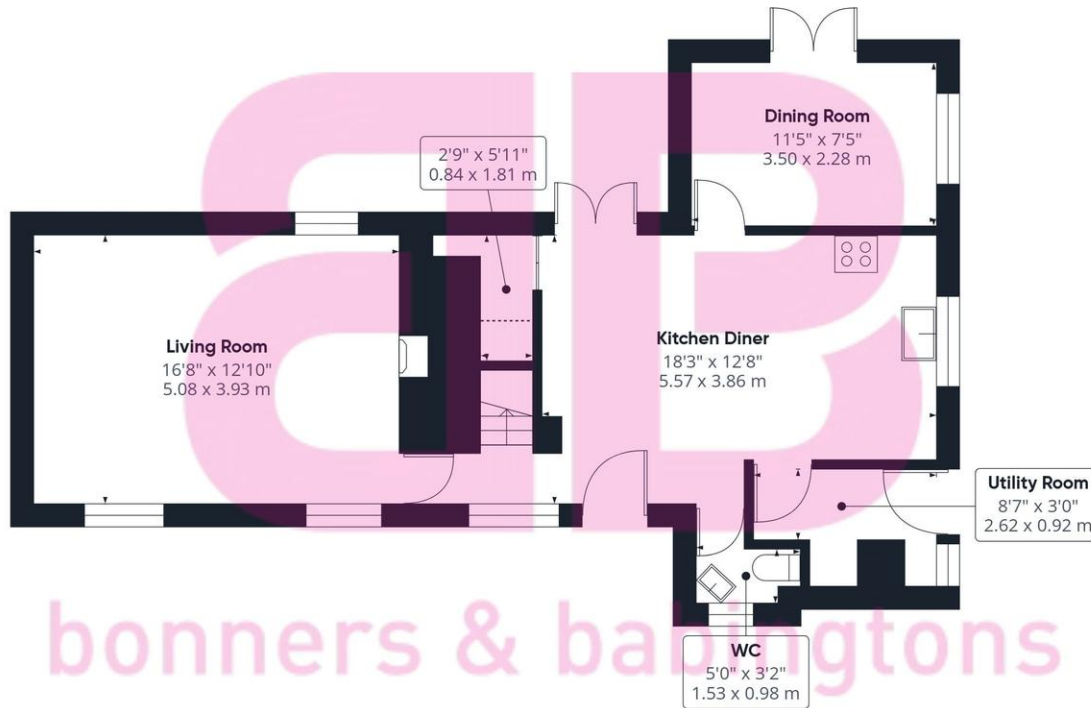 Dining Room
11'5" x 7'5"
3.50 x 2.28 m
2'9" x 5'11"
0.84 x 1.81 m
Living Room
16'8" x 12'10"
5.08 x 3.93 m
Kitchen Diner
18'3" x 12'8"
5.57 x 3.86 m
Utility Room
8'7" x 3'0"
2.62 x 0.92 m
WC
5'0" x 3'2"
1.53 x 0.98 m
aB
bonners & babingtons